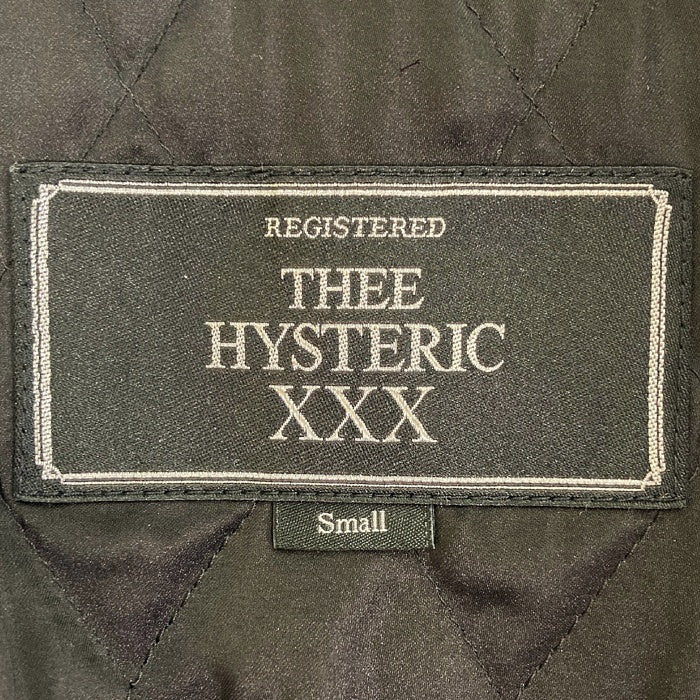 REGISTERED
THEE
HYSTERIC
XXX
Small